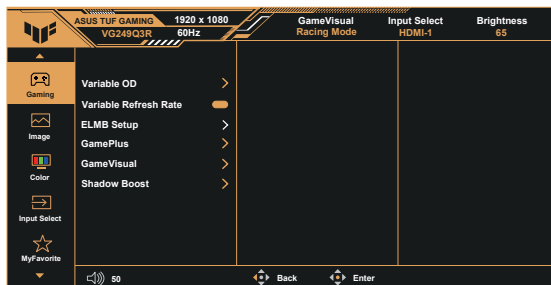 ASUS TUF GAMING 1920 x 1080
VG249Q3R 60Hz
GameVisual
Racing Mode
Input Select
HDMI-1
Brightness
65
Gaming
Image
Color
Input Select
MyFavorite
Variable OD
Variable Refresh Rate
ELMB Setup
GamePlus
GameVisual
Shadow Boost
50
Back
Enter